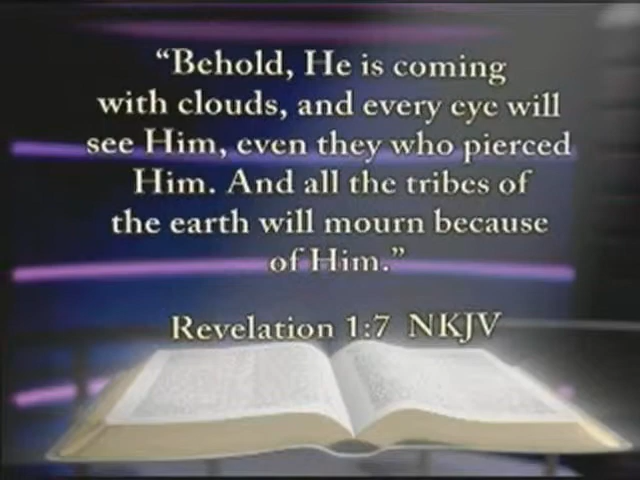 “Behold, He is coming
with clouds, and every eye will
see Him, even they who pierced
Him. And all the tribes of
the earth will mourn because
of Him.”
Revelation 1:7 NKJV